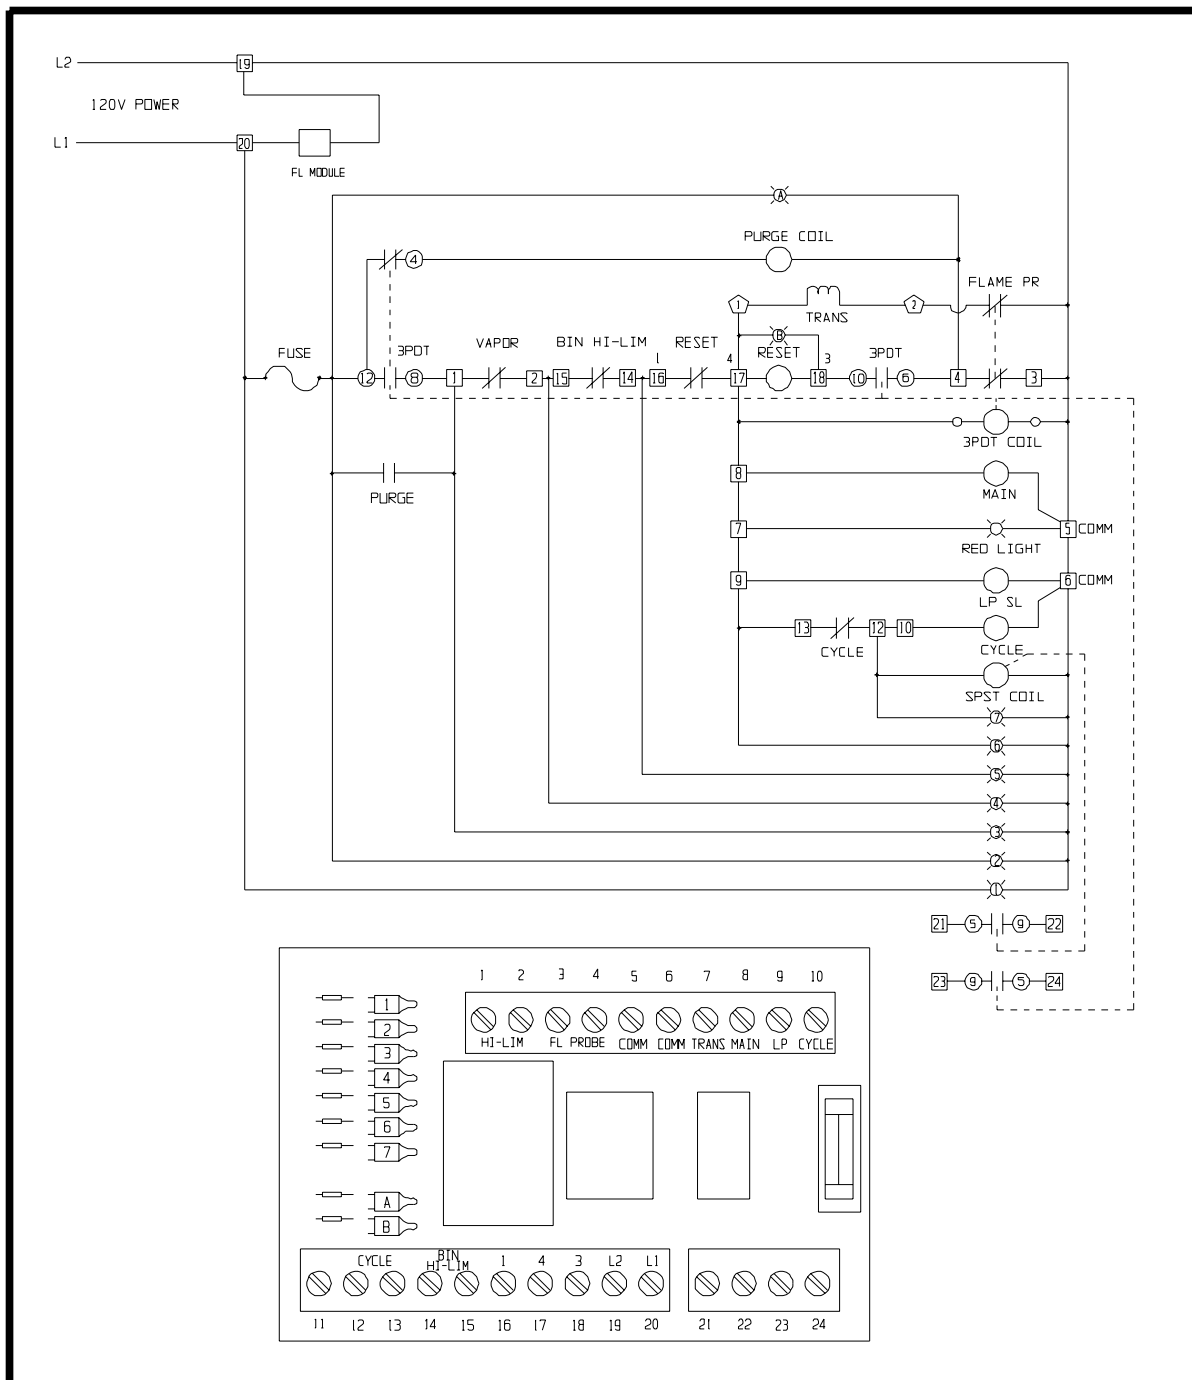 L2 19
120V POWER
L1 20
FL MODULE
A
PURGE COIL
4
FLAME PR
1 2
TRANS
B
FUSE 3PDT VAPOR BIN HI-LIM 1 RESET 4 RESET 3 3PDT
12 8 1 2 15 14 16 17 18 10 6 4 3
3PDT COIL
8
PURGE MAIN
7 5 COMM
RED LIGHT
9 6 COMM
LP SL
13 12 10
CYCLE CYCLE
SPST COIL
7
6
5
4
3
2
1
21 5 9 22
23 9 5 24
1 2 3 4 5 6 7 8 9 10
HI-LIM FL PROBE COMM COMM TRANS MAIN LP CYCLE
1
2
3
4
5
6
7
A
B
CYCLE BIN HI-LIM 1 4 3 L2 L1
11 12 13 14 15 16 17 18 19 20 21 22 23 24